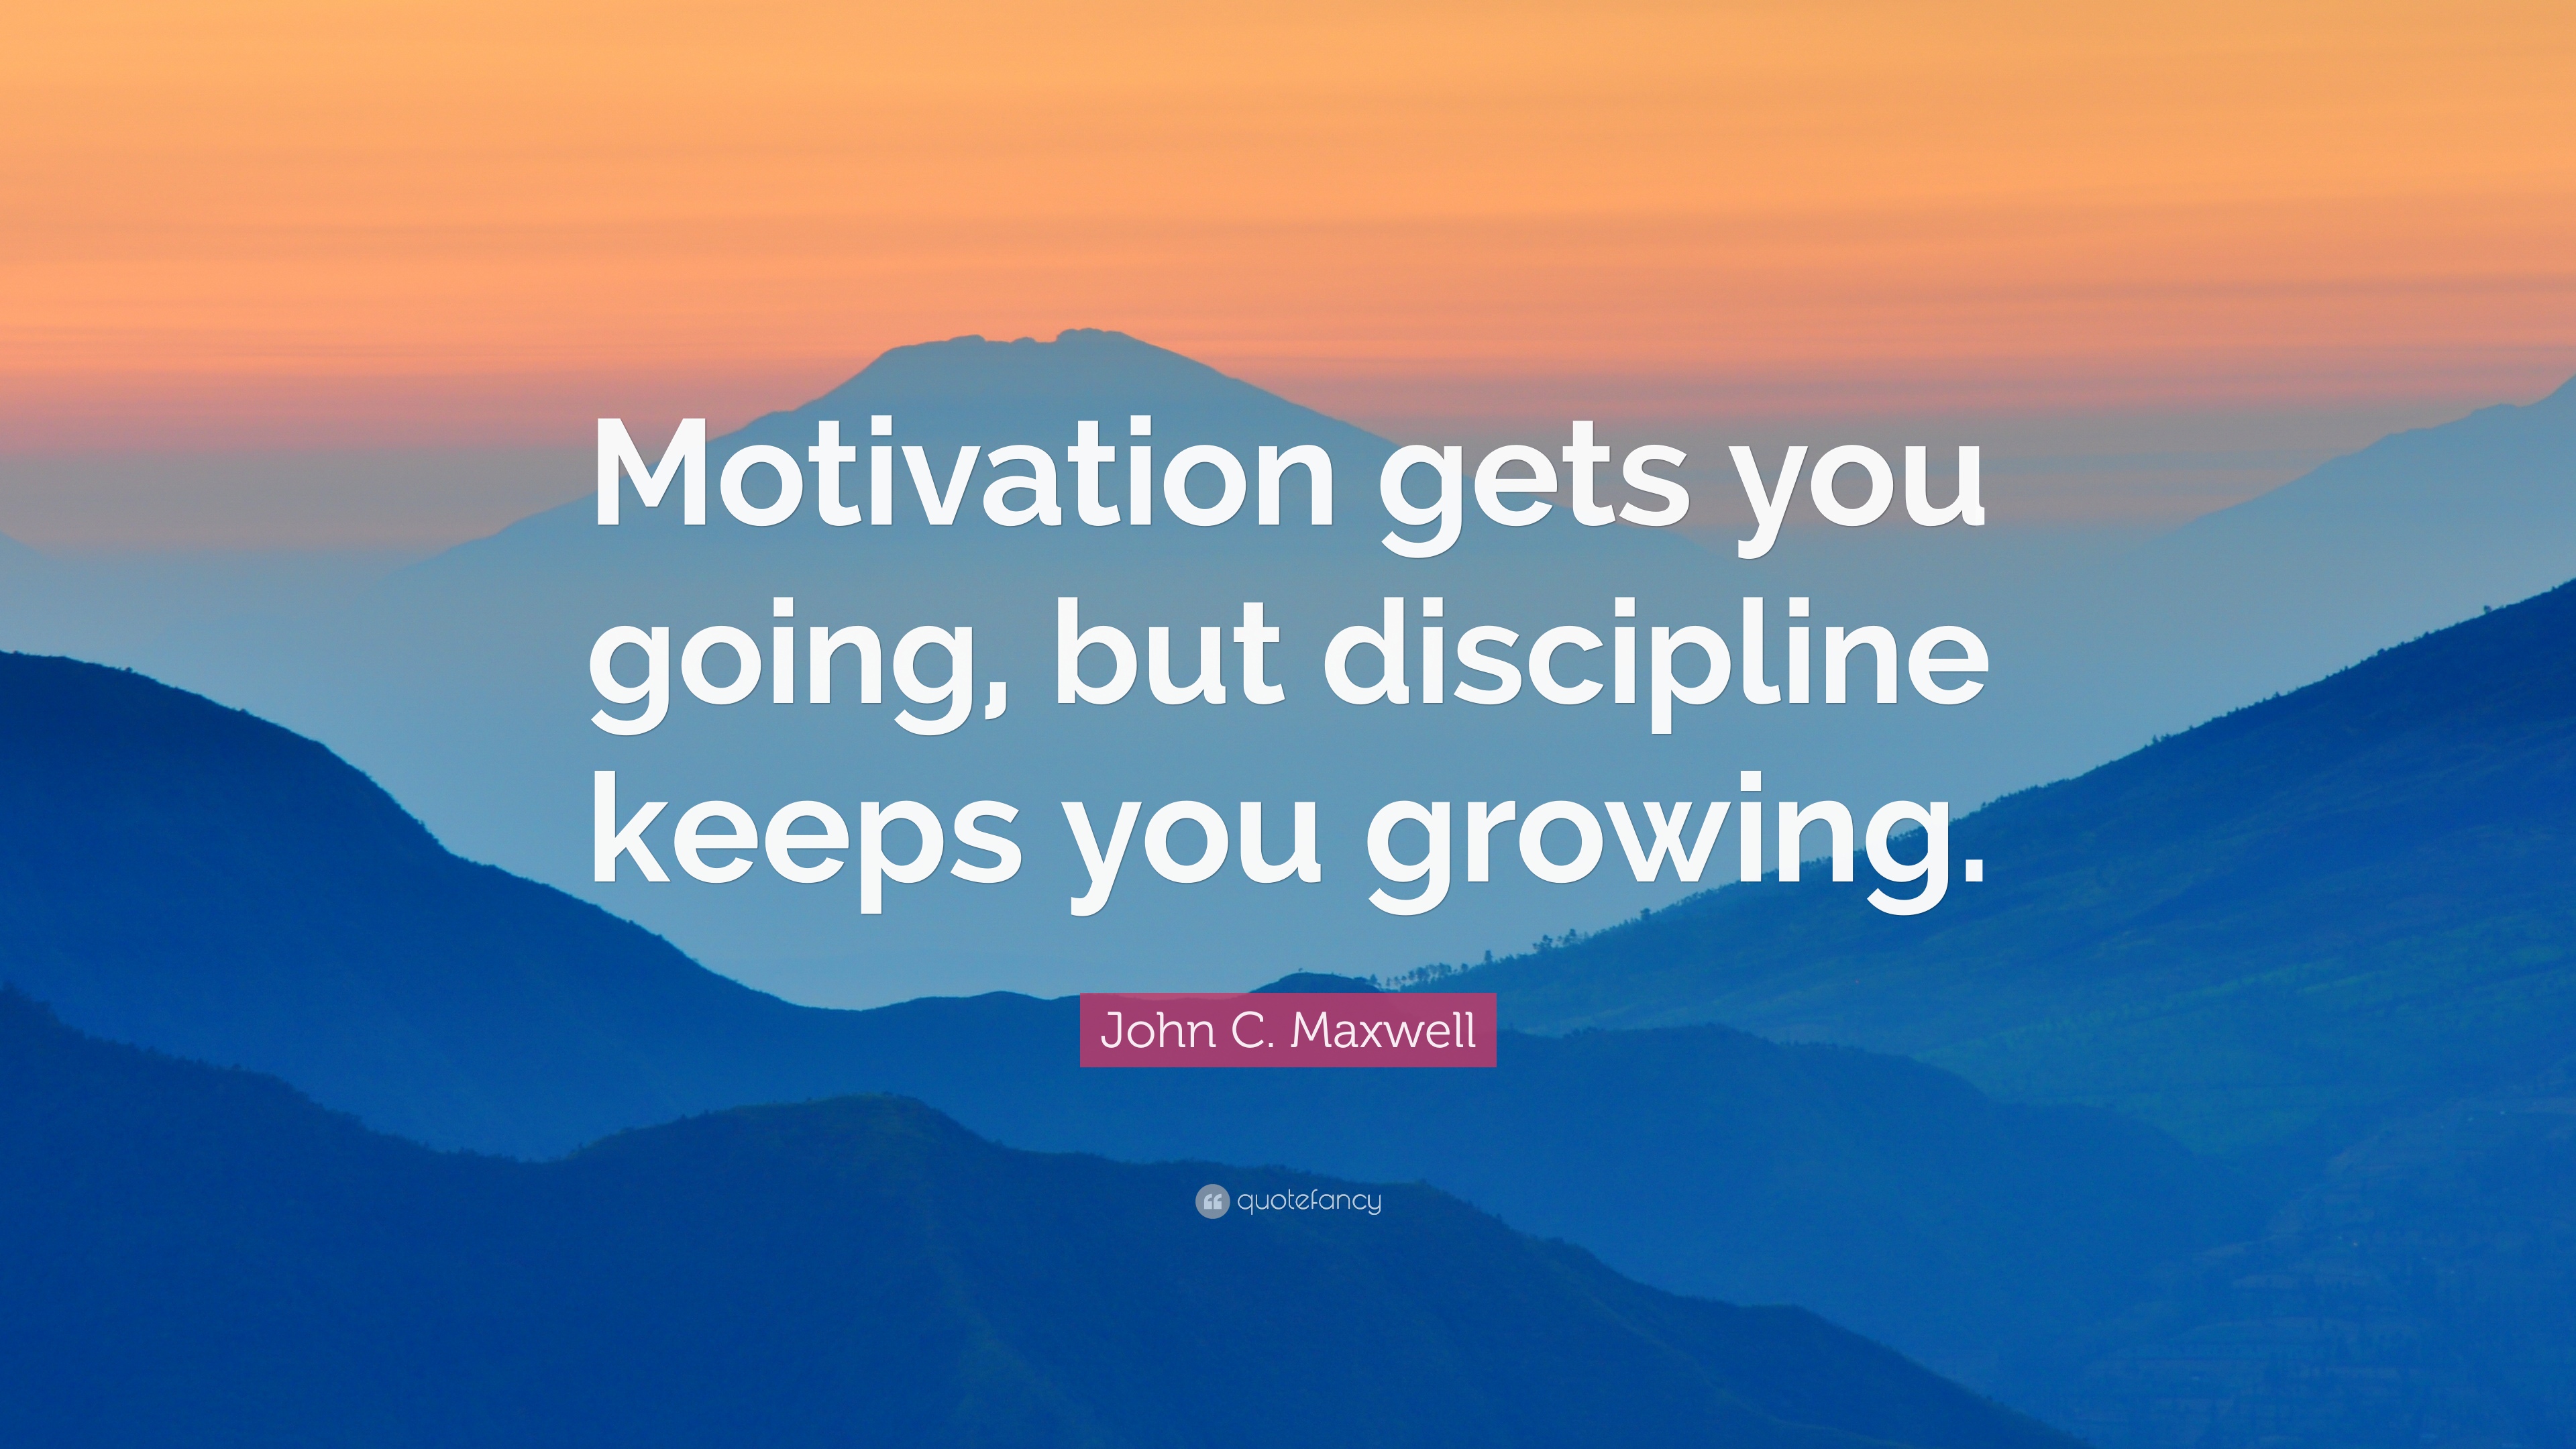 Motivation gets you
going, but discipline
keeps you growing.
John C. Maxwell
quotefancy